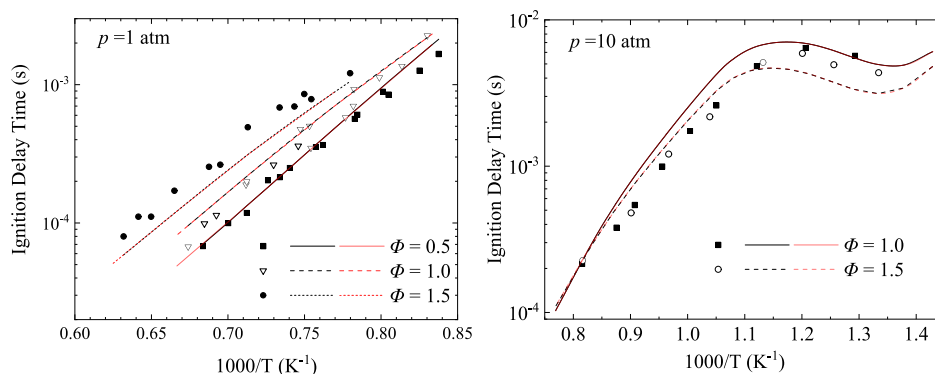 p =1 atm
Ignition Delay Time (s)
10⁻³
10⁻⁴
Φ = 0.5
Φ = 1.0
Φ = 1.5
0.60 0.65 0.70 0.75 0.80 0.85
1000/T (K⁻¹)
p =10 atm
Ignition Delay Time (s)
10⁻²
10⁻³
10⁻⁴
Φ = 1.0
Φ = 1.5
0.8 0.9 1.0 1.1 1.2 1.3 1.4
1000/T (K⁻¹)